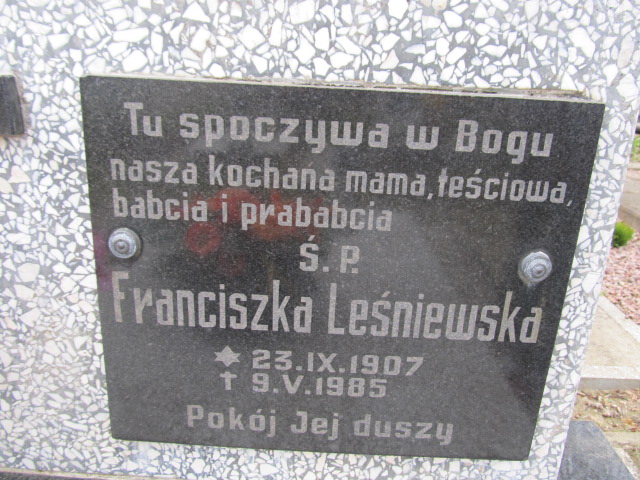 Tu spoczywa w Bogu
nasza kochana mama, teściowa,
babcia i prababcia
Ś. P.
Franciszka Leśniewska
23.IX.1907
✝ 9.V.1985
Pokój Jej duszy